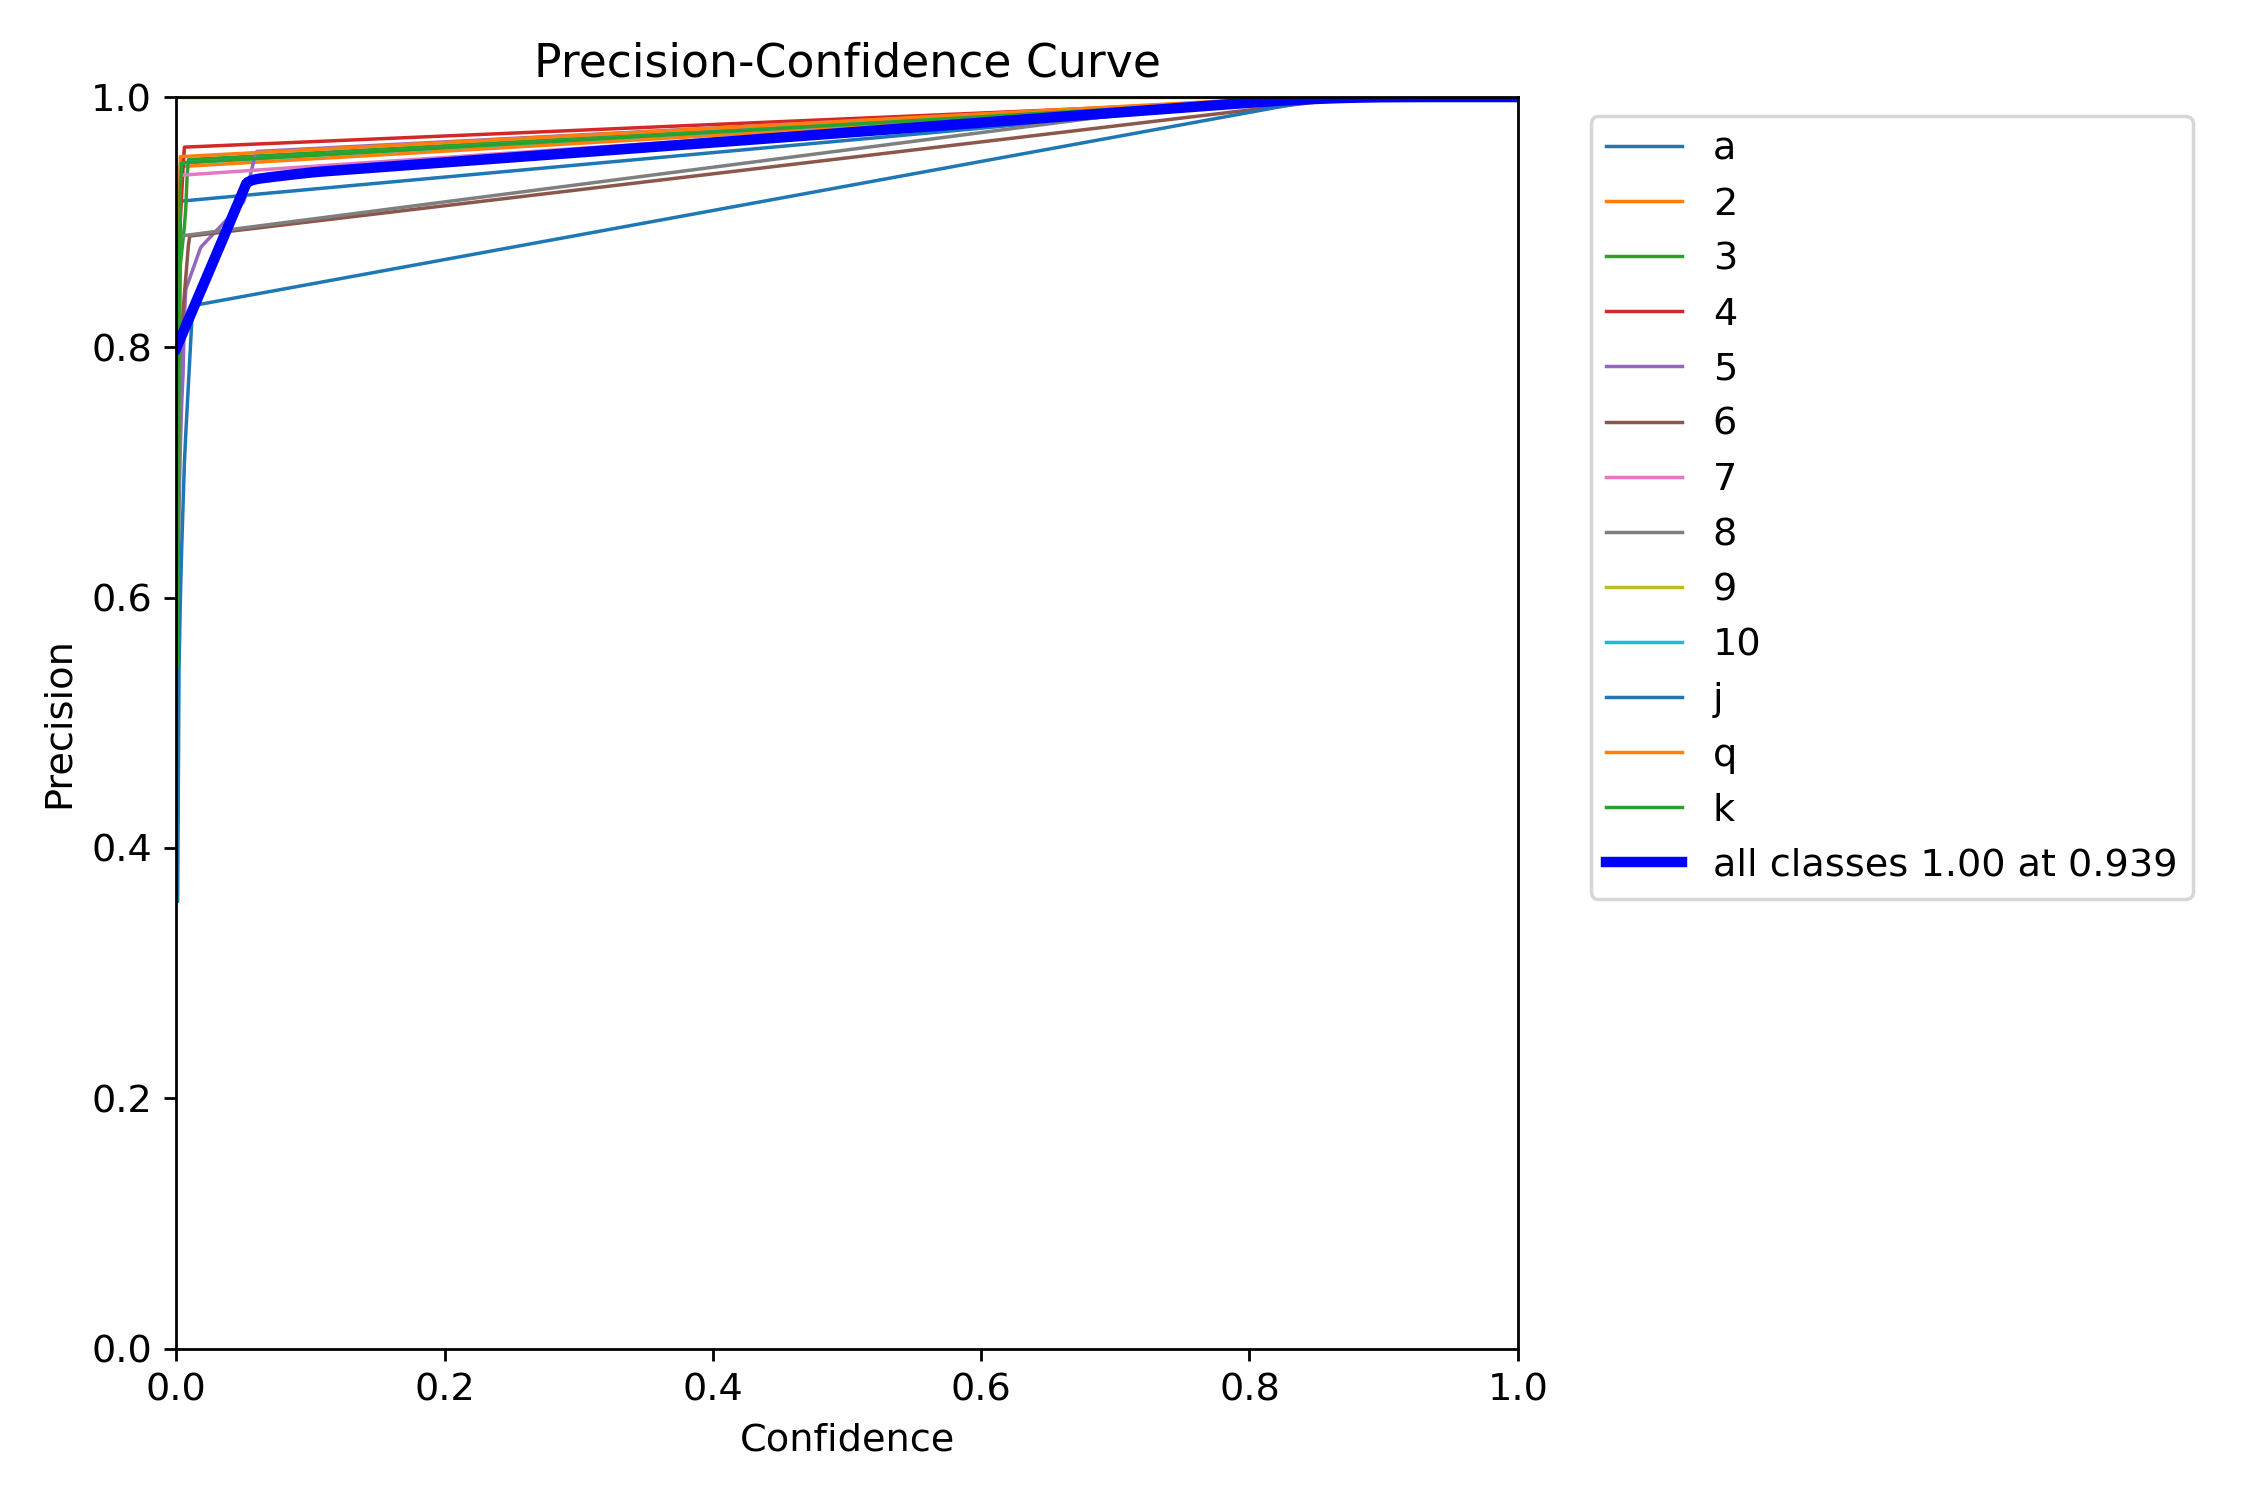 Precision-Confidence Curve
1.0
0.8
0.6
0.4
0.2
0.0
Precision
0.0 0.2 0.4 0.6 0.8 1.0
Confidence
a
2
3
4
5
6
7
8
9
10
j
q
k
all classes 1.00 at 0.939